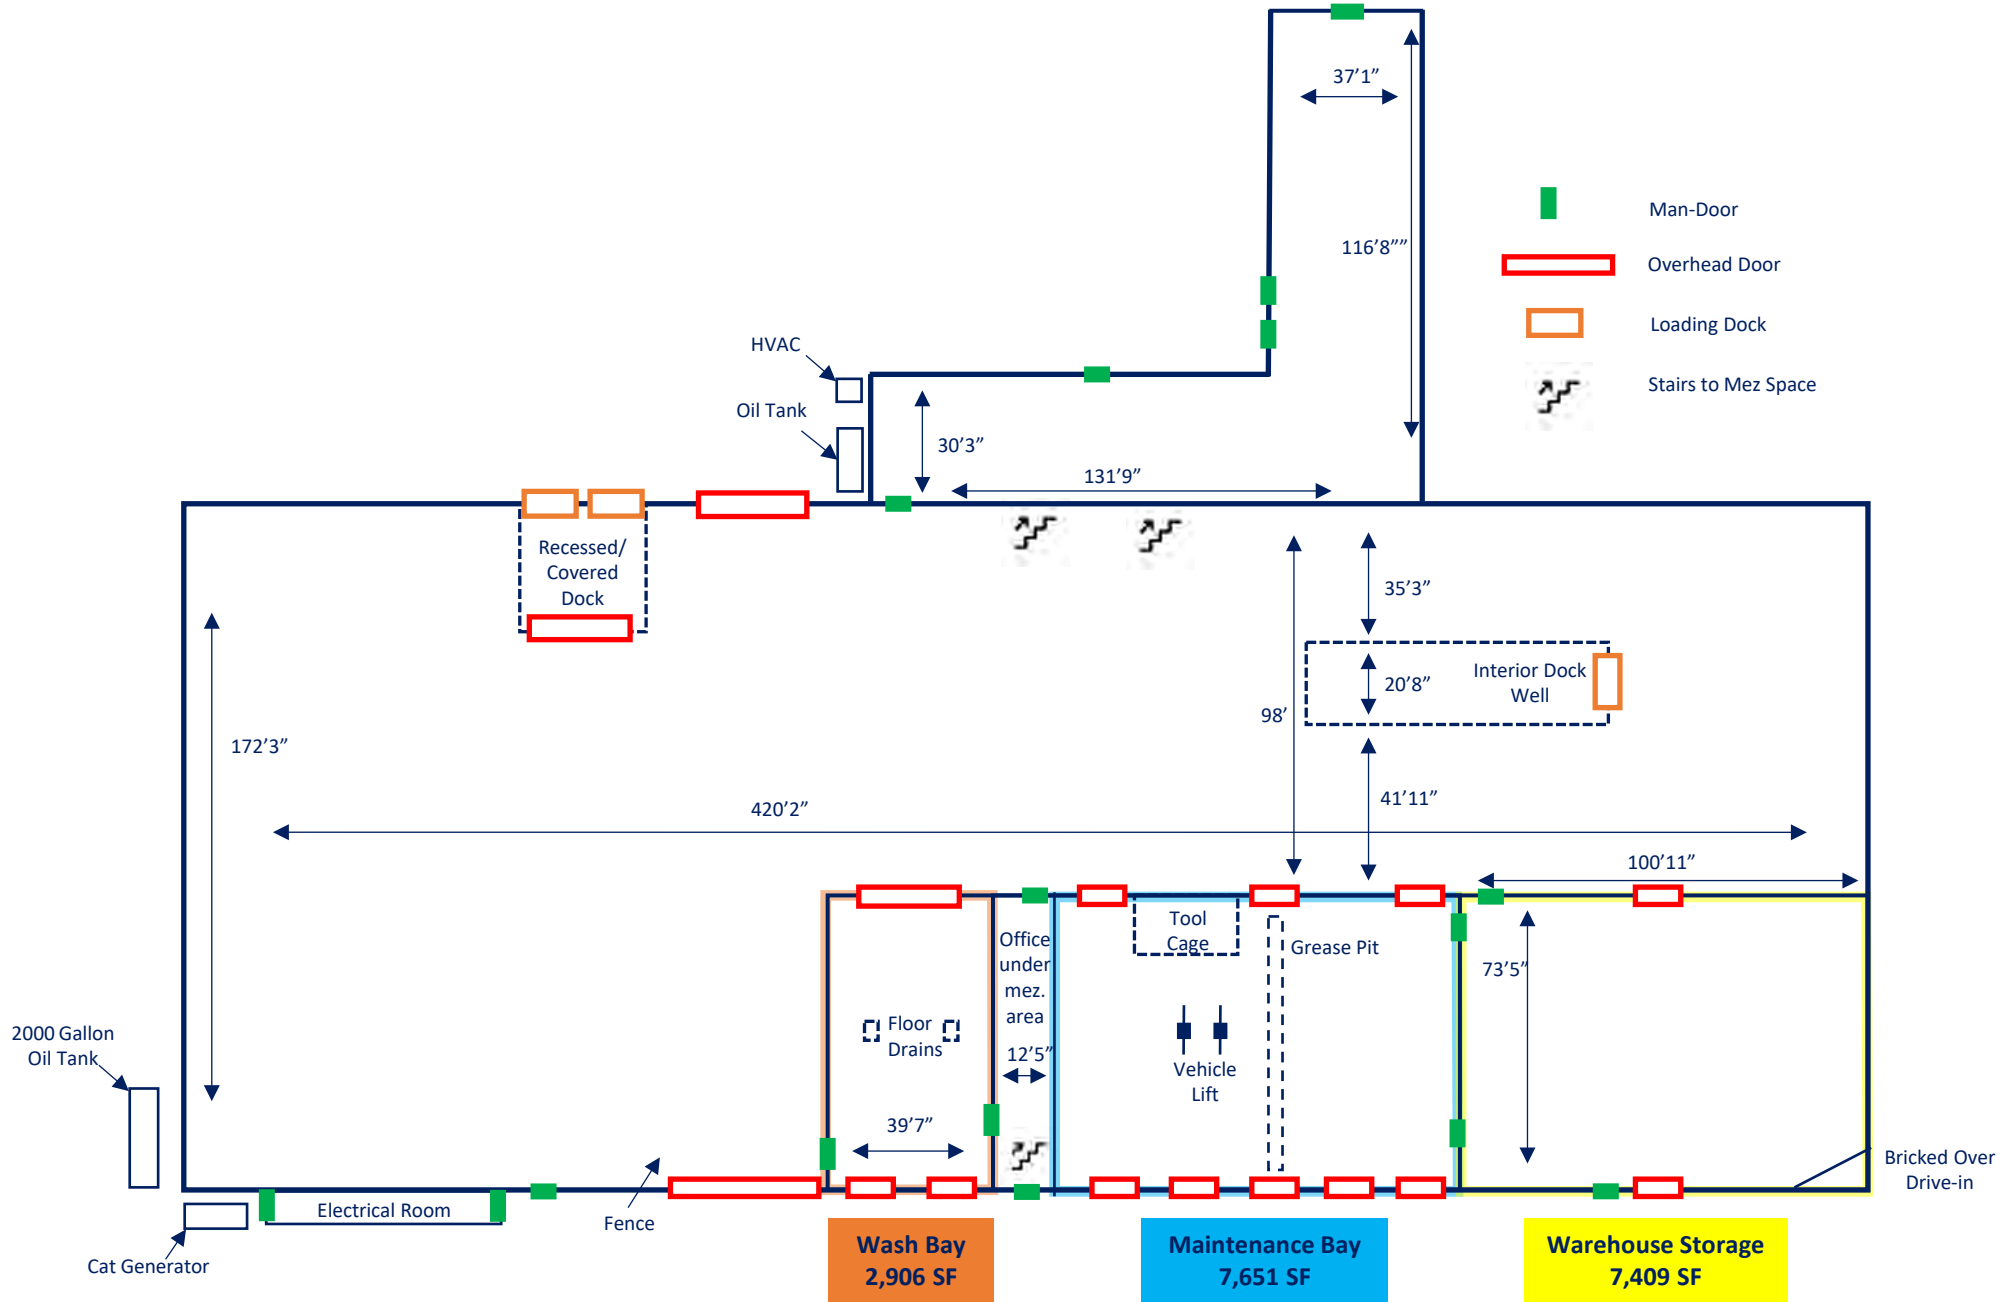 37’1”
Man-Door
116’8””
Overhead Door
Loading Dock
HVAC
Stairs to Mez Space
Oil Tank
30’3”
131’9”
Recessed/
Covered
Dock
35’3”
Interior Dock
Well
20’8”
98’
172’3”
420’2”
41’11”
100’11”
Tool
Cage
Office
under
mez.
area
Grease Pit
73’5”
Floor
Drains
2000 Gallon
Oil Tank
12’5”
Vehicle
Lift
39’7”
Bricked Over
Drive-in
Electrical Room
Fence
Cat Generator
Wash Bay
2,906 SF
Maintenance Bay
7,651 SF
Warehouse Storage
7,409 SF